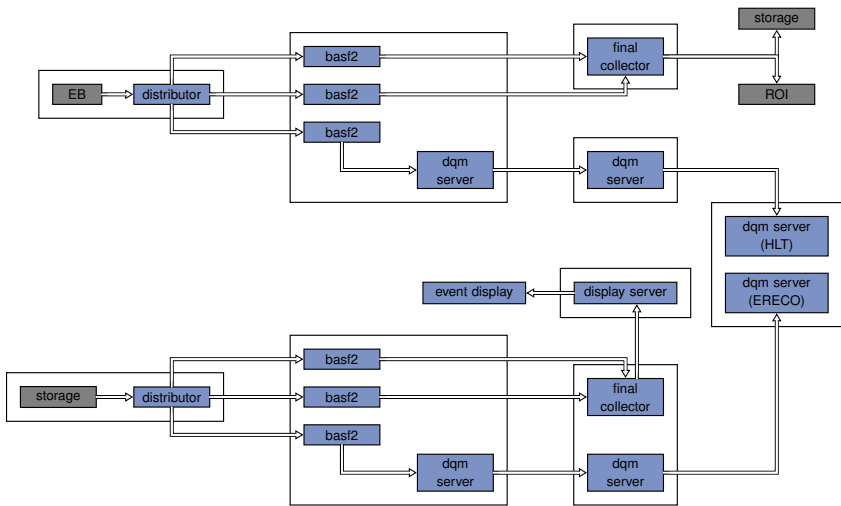 storage
basf2
final
collector
EB
distributor
basf2
ROI
basf2
dqm
server
dqm
server
dqm server
(HLT)
dqm server
(ERECO)
event display
display server
basf2
storage
distributor
basf2
final
collector
basf2
dqm
server
dqm
server